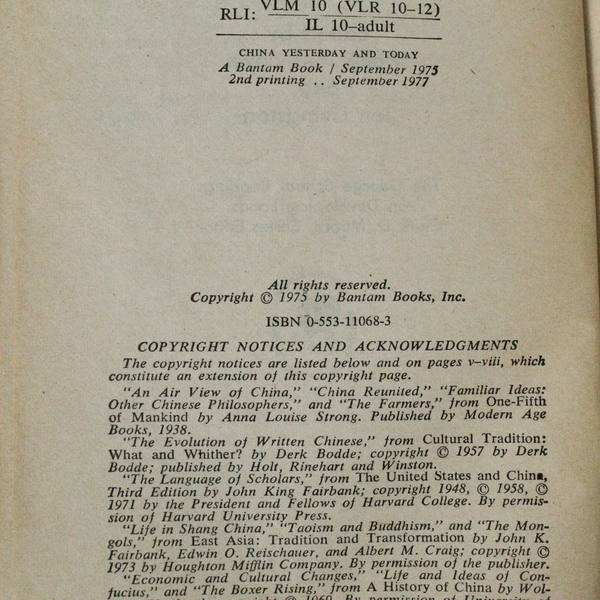 RLI: VLM 10 (VLR 10–12)
IL 10–adult
CHINA YESTERDAY AND TODAY
A Bantam Book / September 1975
2nd printing .. September 1977
All rights reserved.
Copyright © 1975 by Bantam Books, Inc.
ISBN 0-553-11068-3
COPYRIGHT NOTICES AND ACKNOWLEDGMENTS
The copyright notices are listed below and on pages v–viii, which
constitute an extension of this copyright page.
"An Air View of China," "China Reunited," "Familiar Ideas:
Other Chinese Philosophers," and "The Farmers," from One-Fifth
of Mankind by Anna Louise Strong. Published by Modern Age
Books, 1938.
"The Evolution of Written Chinese," from Cultural Tradition:
What and Whither? by Derk Bodde; copyright © 1957 by Derk
Bodde; published by Holt, Rinehart and Winston.
"The Language of Scholars," from The United States and China,
Third Edition by John King Fairbank; copyright 1948, © 1958, ©
1971 by the President and Fellows of Harvard College. By permis-
sion of Harvard University Press.
"Life in Shang China," "Taoism and Buddhism," and "The Mon-
gols," from East Asia: Tradition and Transformation by John K.
Fairbank, Edwin O. Reischauer, and Albert M. Craig; copyright ©
1973 by Houghton Mifflin Company. By permission of the publisher.
"Economic and Cultural Changes," "Life and Ideas of Con-
fucius," and "The Boxer Rising," from A History of China by Wol-